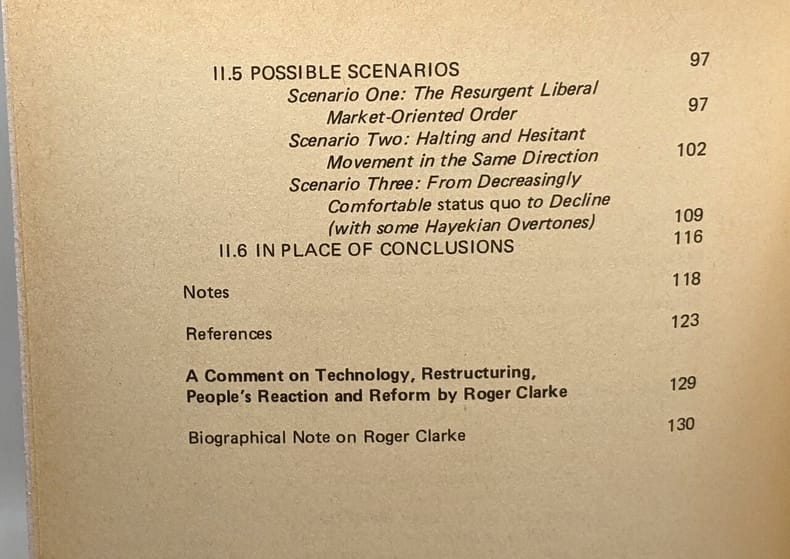 II.5 POSSIBLE SCENARIOS 97
Scenario One: The Resurgent Liberal
Market-Oriented Order 97
Scenario Two: Halting and Hesitant
Movement in the Same Direction 102
Scenario Three: From Decreasingly
Comfortable status quo to Decline
(with some Hayekian Overtones) 109
II.6 IN PLACE OF CONCLUSIONS 116
Notes 118
References 123
A Comment on Technology, Restructuring,
People's Reaction and Reform by Roger Clarke 129
Biographical Note on Roger Clarke 130